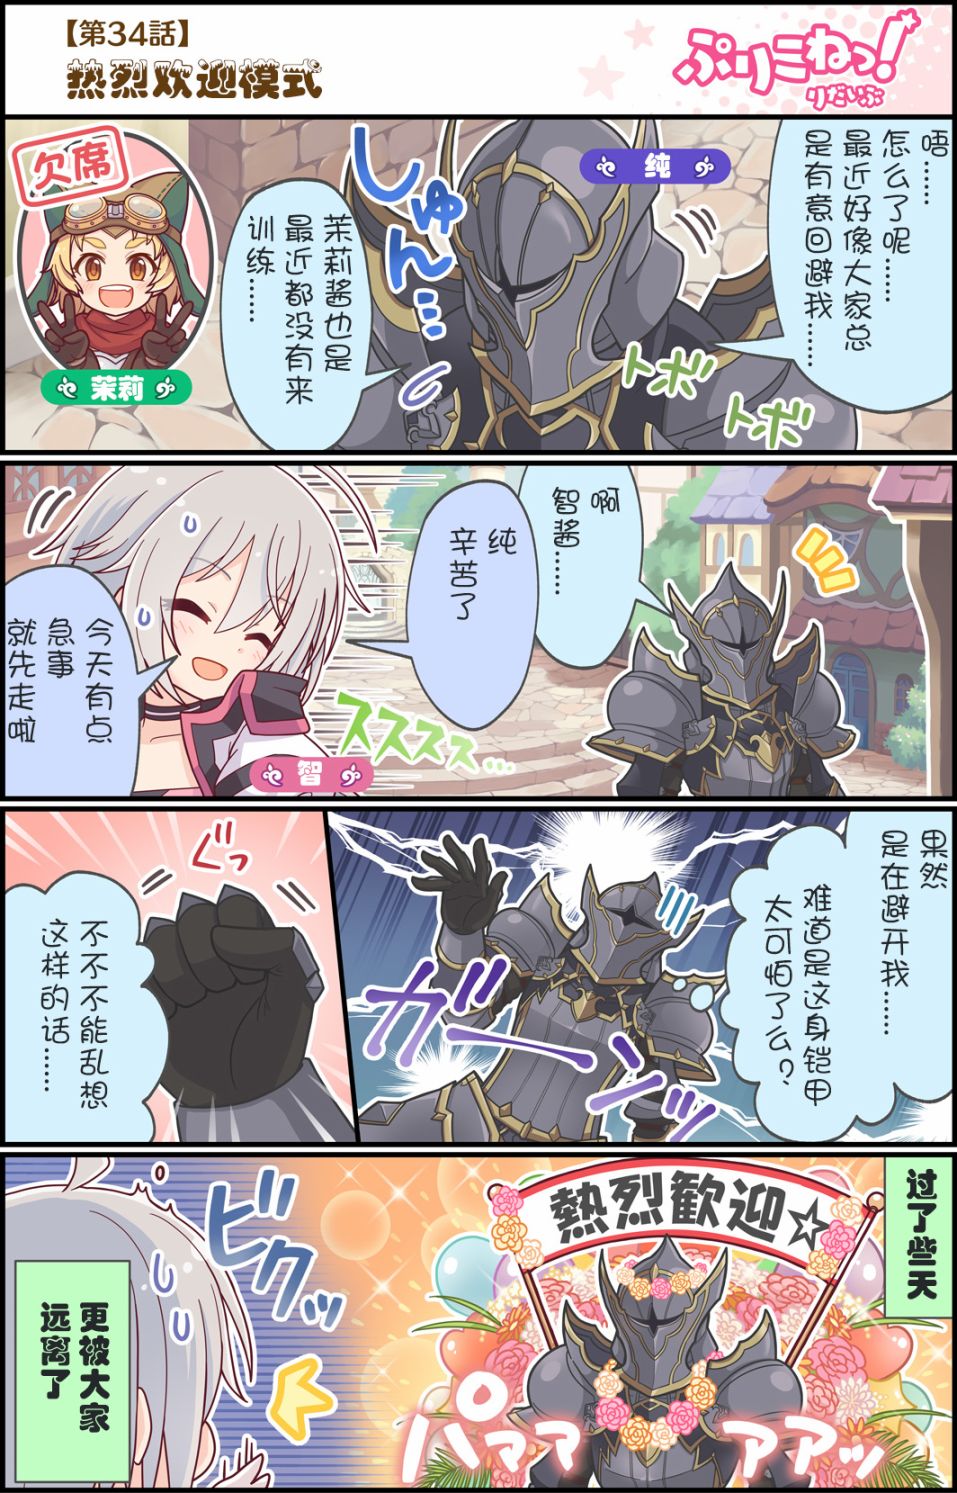 【第34話】
热烈欢迎模式
ぷりこねっ!
りだいぶ
唔……
怎么了呢……
最近好像大家总
是有意回避我……
纯
しゅん…
茉莉酱也是
最近都没有来
训练……
欠席
茉莉
トボ
トボ
啊
智酱……
纯
辛苦了
今天有点
急事
就先走啦
智
ススススス…
果然
是在避开我……
难道是这身铠甲
太可怕了么?
ガーンッ
ぐっ
不不不能乱想
这样的话……
过了些天
熱烈歓迎☆
パァァ
アアッ
ビクッ
更被大家
远离了